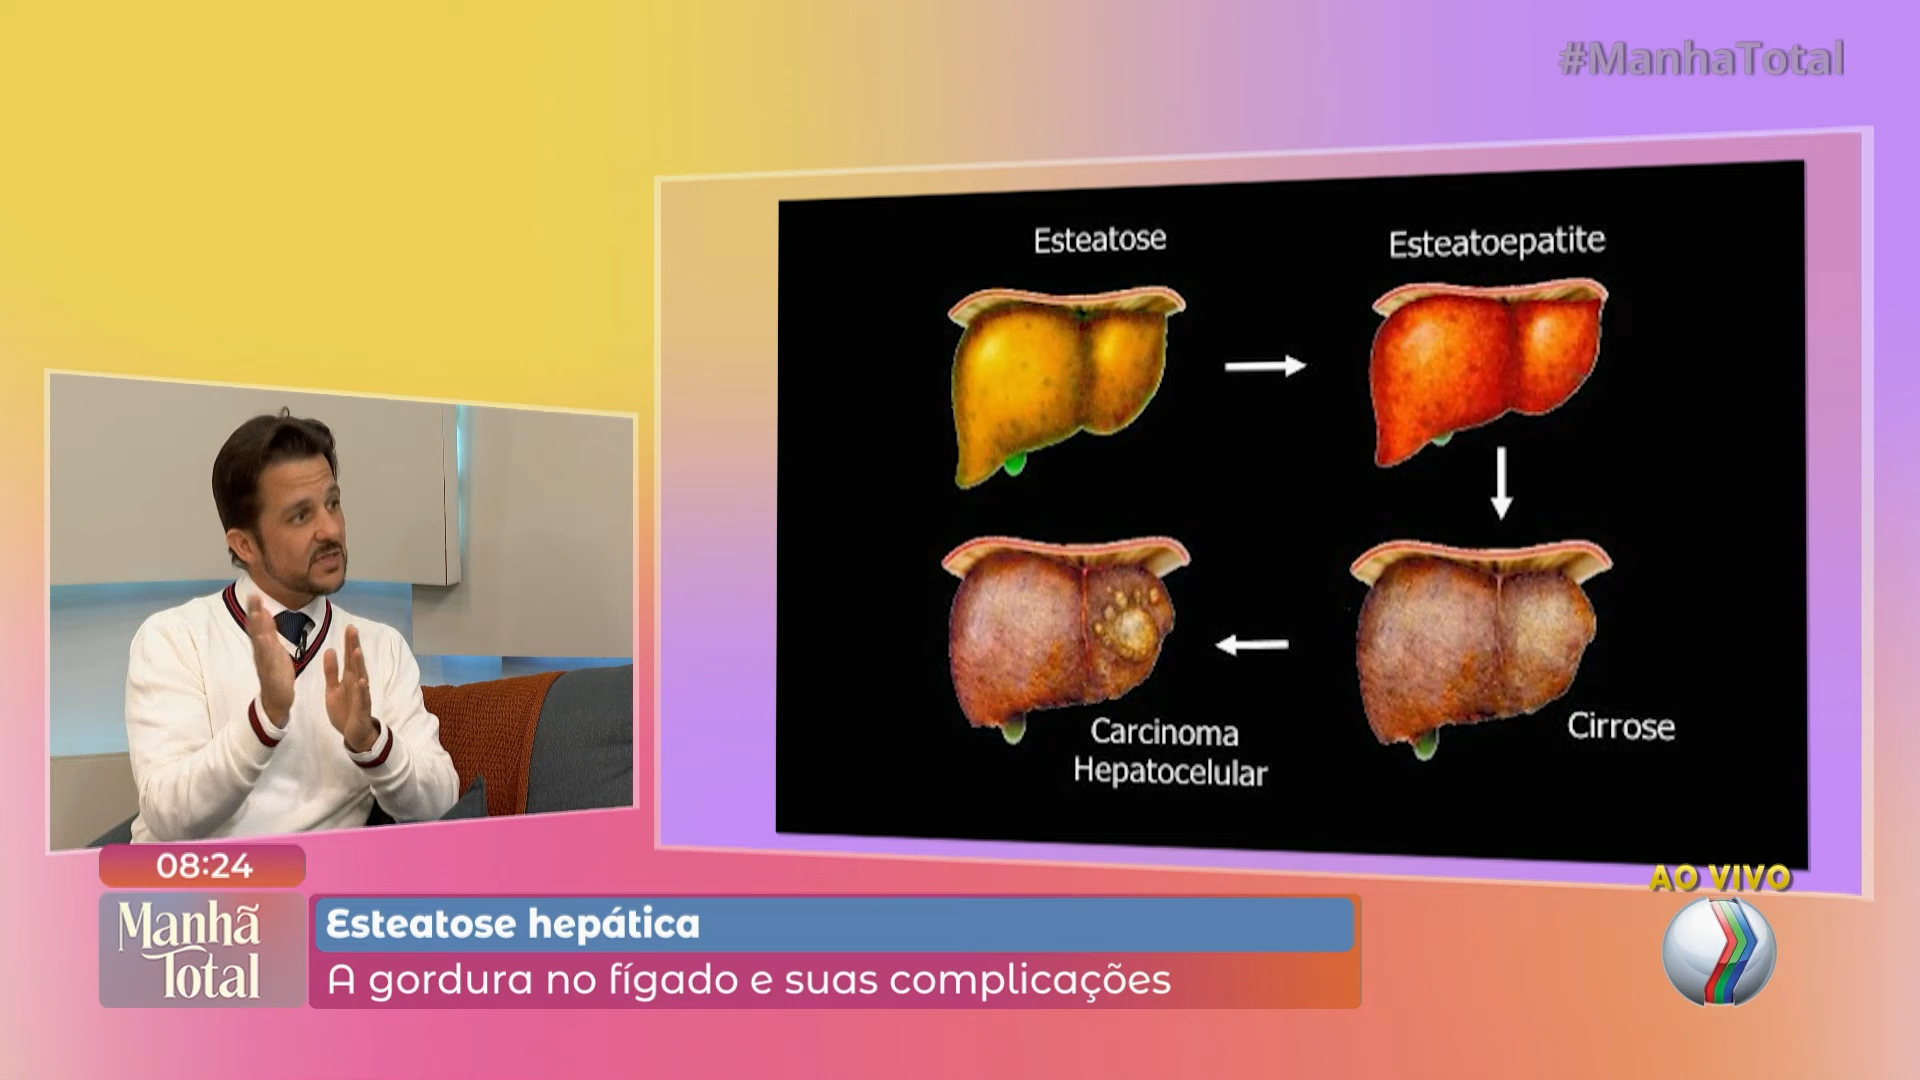 #ManhaTotal
Esteatose
Esteatoepatite
Carcinoma
Hepatocelular
Cirrose
08:24
AO VIVO
Manhã
Total
Esteatose hepática
A gordura no fígado e suas complicações